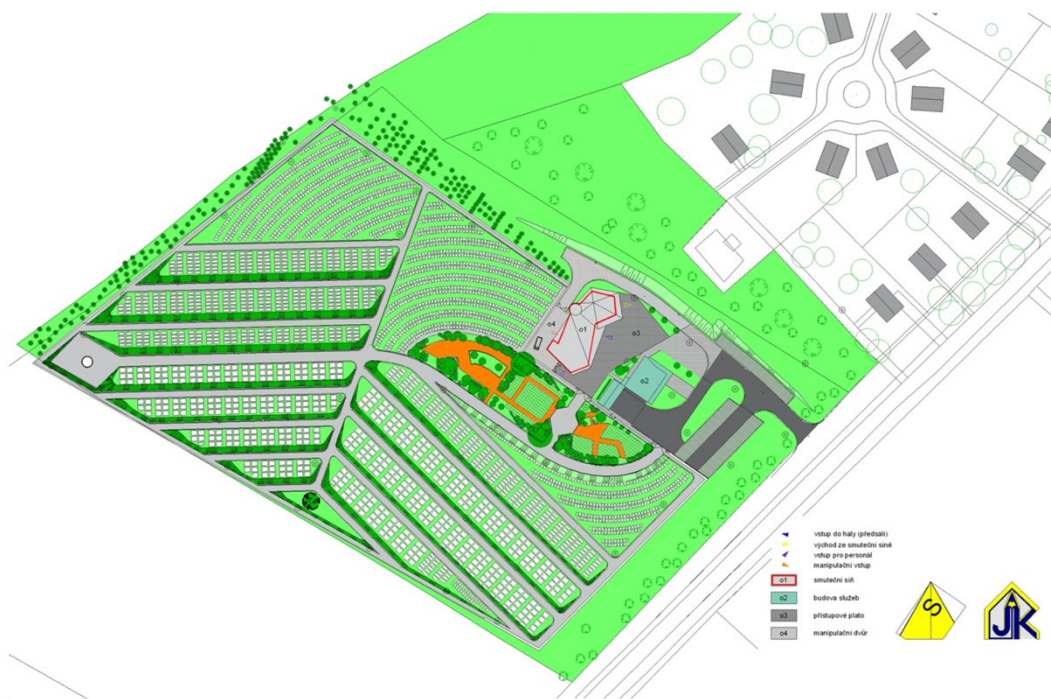 o4
o1
o3
o2
vstup do haly (předsálí)
východ ze smuteční síně
vstup pro personál
manipulační vstup
o1 smuteční síň
o2 budova služeb
o3 přístupové plato
o4 manipulační dvůr
S
JK